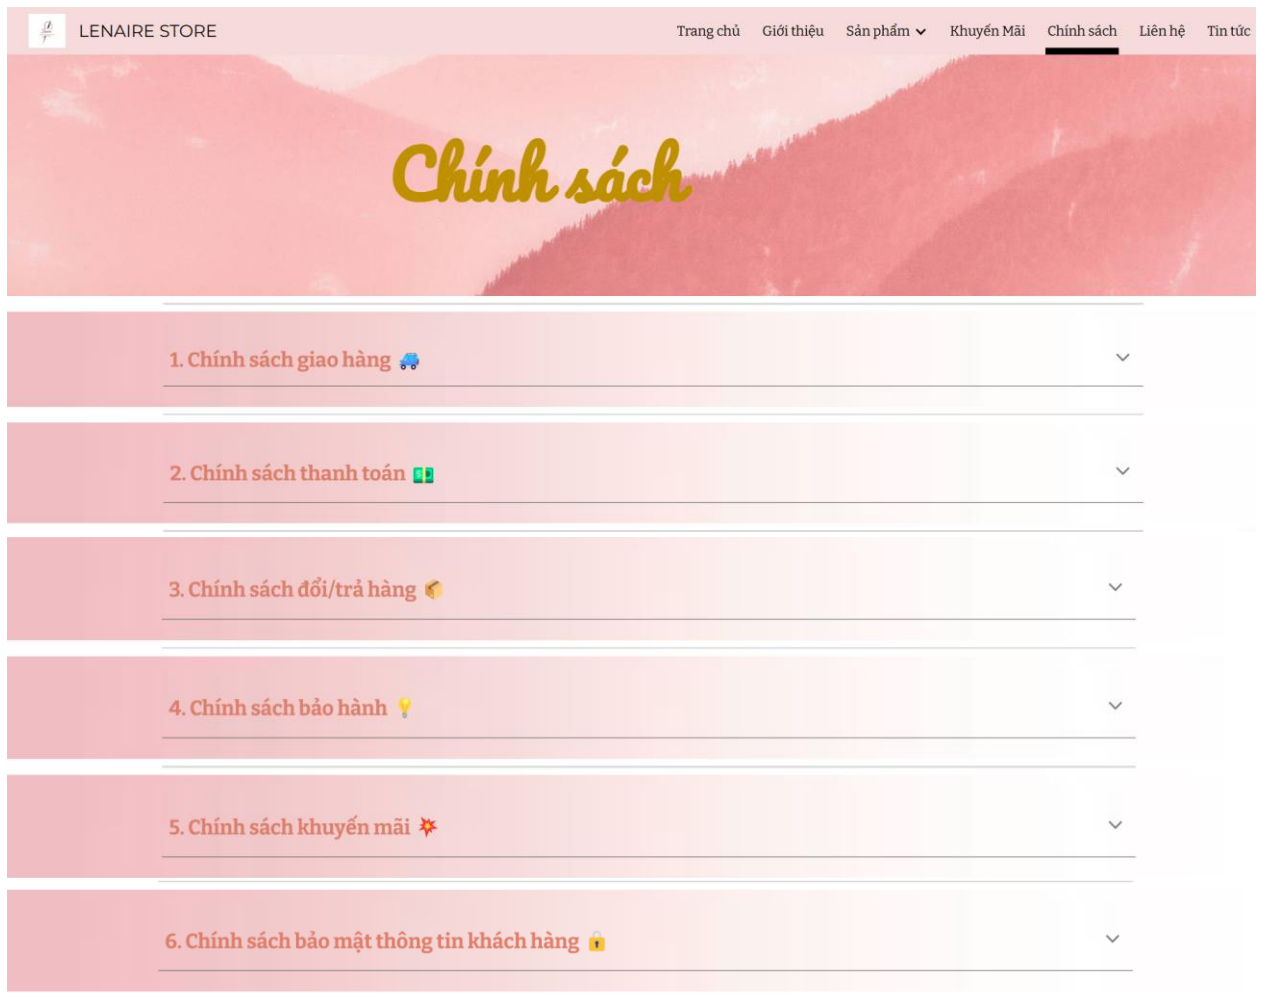 LENAIRE STORE
Trang chủ Giới thiệu Sản phẩm Khuyến Mãi Chính sách Liên hệ Tin tức
Chính sách
1. Chính sách giao hàng
2. Chính sách thanh toán
3. Chính sách đổi/trả hàng
4. Chính sách bảo hành
5. Chính sách khuyến mãi
6. Chính sách bảo mật thông tin khách hàng